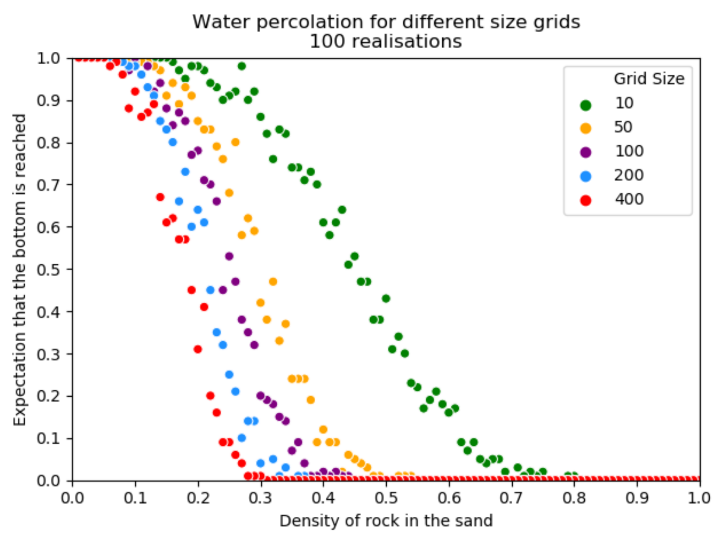 Water percolation for different size grids
100 realisations
Expectation that the bottom is reached
1.0
0.9
0.8
0.7
0.6
0.5
0.4
0.3
0.2
0.1
0.0
Grid Size
10
50
100
200
400
0.0 0.1 0.2 0.3 0.4 0.5 0.6 0.7 0.8 0.9 1.0
Density of rock in the sand